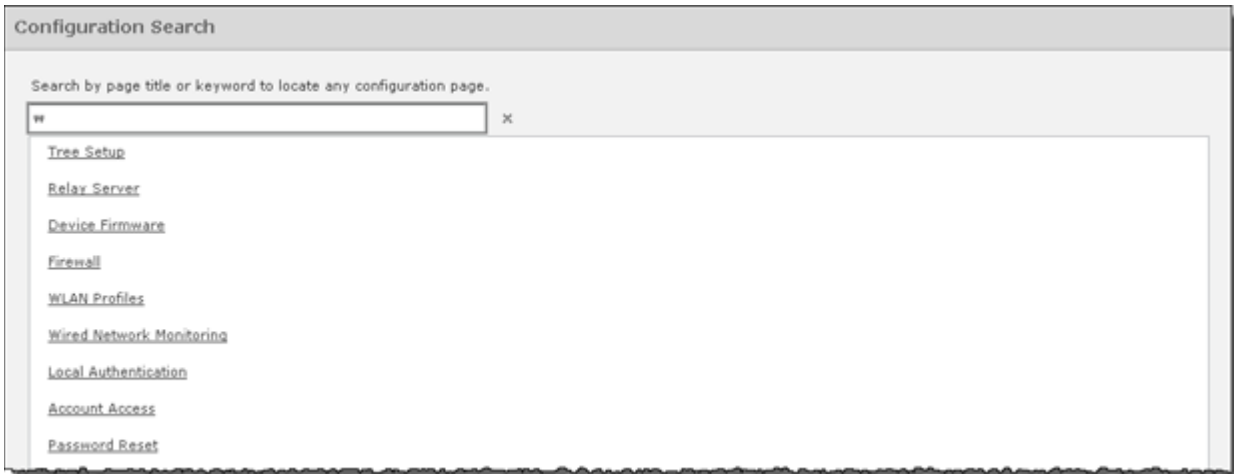 Configuration Search
Search by page title or keyword to locate any configuration page.
w
×
Tree Setup
Relay Server
Device Firmware
Firewall
WLAN Profiles
Wired Network Monitoring
Local Authentication
Account Access
Password Reset